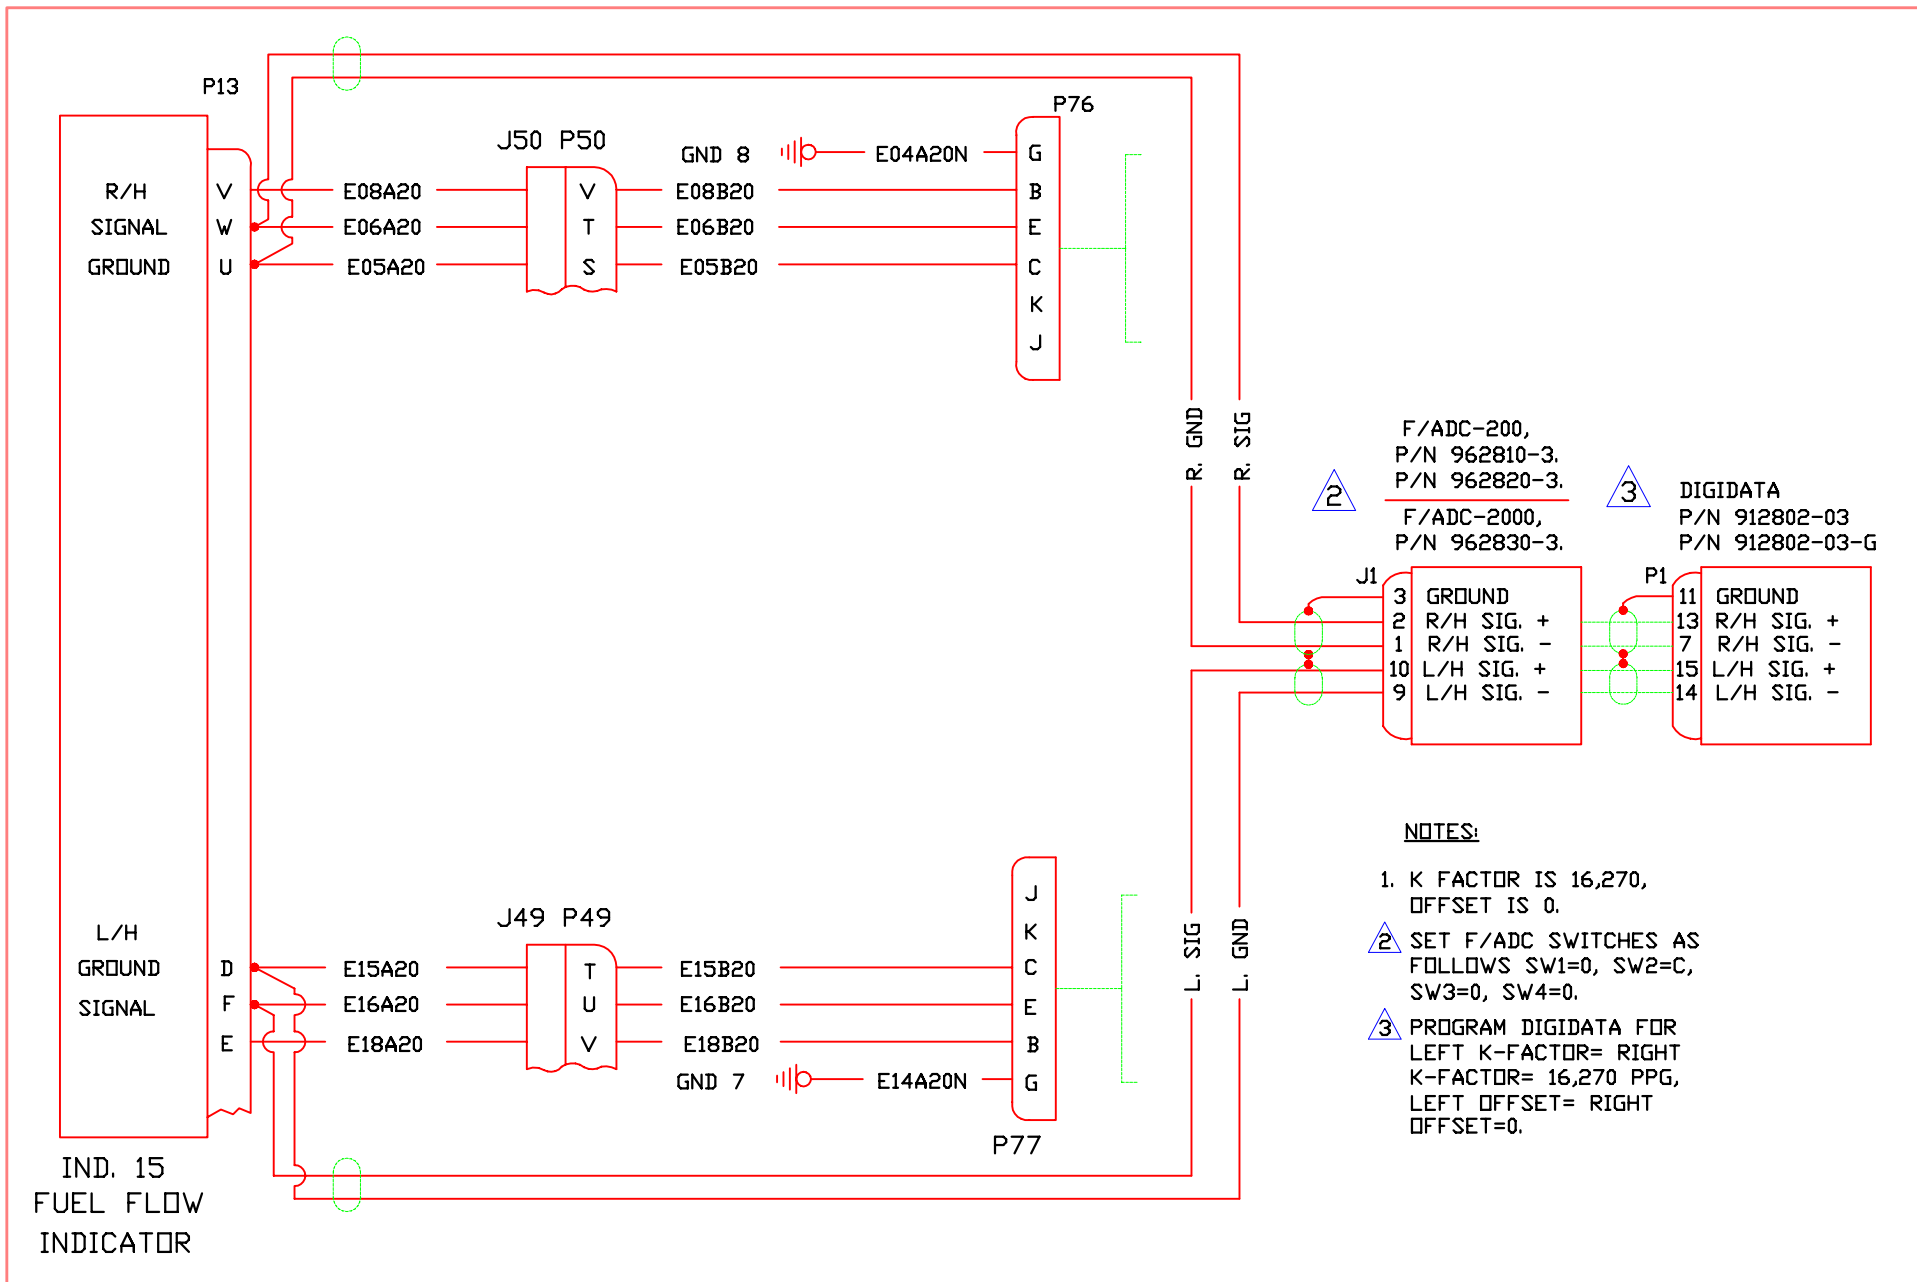 P13
P76
J50 P50
GND 8
E04A20N
G
R/H
V
E08A20
V
E08B20
B
SIGNAL
W
E06A20
T
E06B20
E
GROUND
U
E05A20
S
E05B20
C
K
J
R. GND
R. SIG
F/ADC-200,
P/N 962810-3.
P/N 962820-3.
2
F/ADC-2000,
P/N 962830-3.
3
DIGIDATA
P/N 912802-03
P/N 912802-03-G
J1
3 GROUND
2 R/H SIG. +
1 R/H SIG. -
10 L/H SIG. +
9 L/H SIG. -
P1
11 GROUND
13 R/H SIG. +
7 R/H SIG. -
15 L/H SIG. +
14 L/H SIG. -
L. SIG
L. GND
NOTES:
1. K FACTOR IS 16,270,
OFFSET IS 0.
2 SET F/ADC SWITCHES AS
FOLLOWS SW1=0, SW2=C,
SW3=0, SW4=0.
3 PROGRAM DIGIDATA FOR
LEFT K-FACTOR= RIGHT
K-FACTOR= 16,270 PPG,
LEFT OFFSET= RIGHT
OFFSET=0.
J49 P49
J
K
L/H
GROUND
D
E15A20
T
E15B20
C
SIGNAL
F
E16A20
U
E16B20
E
E
E18A20
V
E18B20
B
GND 7
E14A20N
G
P77
IND. 15
FUEL FLOW
INDICATOR